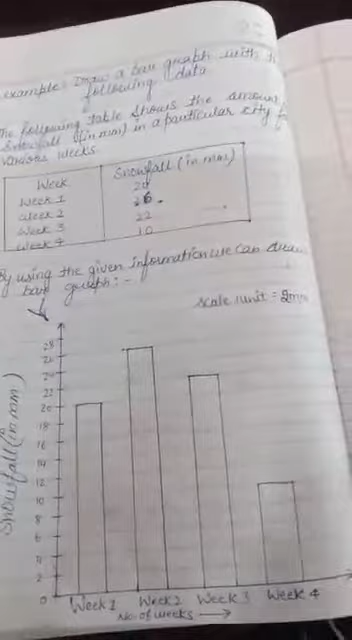 example: Draw a bar graph with
following data
The following table shows the amount
Snowfall (in mm) in a particular city
various weeks
Week Snowfall (in mm)
Week 1 20
Week 2 26.
Week 3 22
Week 4 10
By using the given information we can draw
bar graph:-
Scale 1 unit = 2mm
Snowfall (in mm)
28
26
24
22
20
18
16
14
12
10
8
6
4
2
0
Week 1 Week 2 Week 3 Week 4
No. of weeks